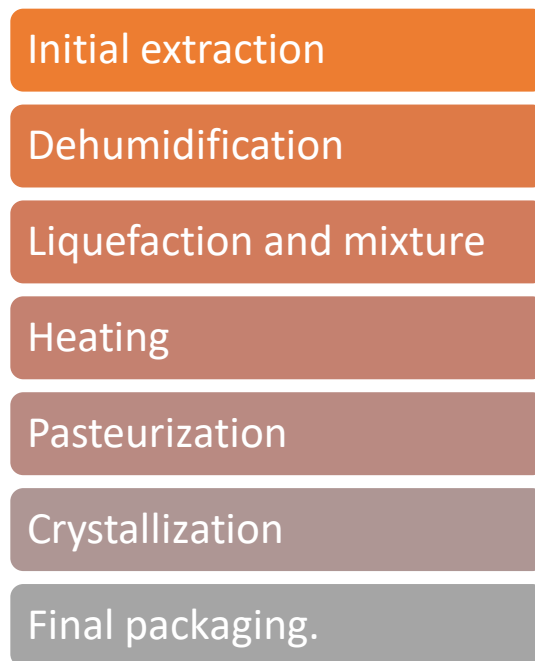 Initial extraction
Dehumidification
Liquefaction and mixture
Heating
Pasteurization
Crystallization
Final packaging.